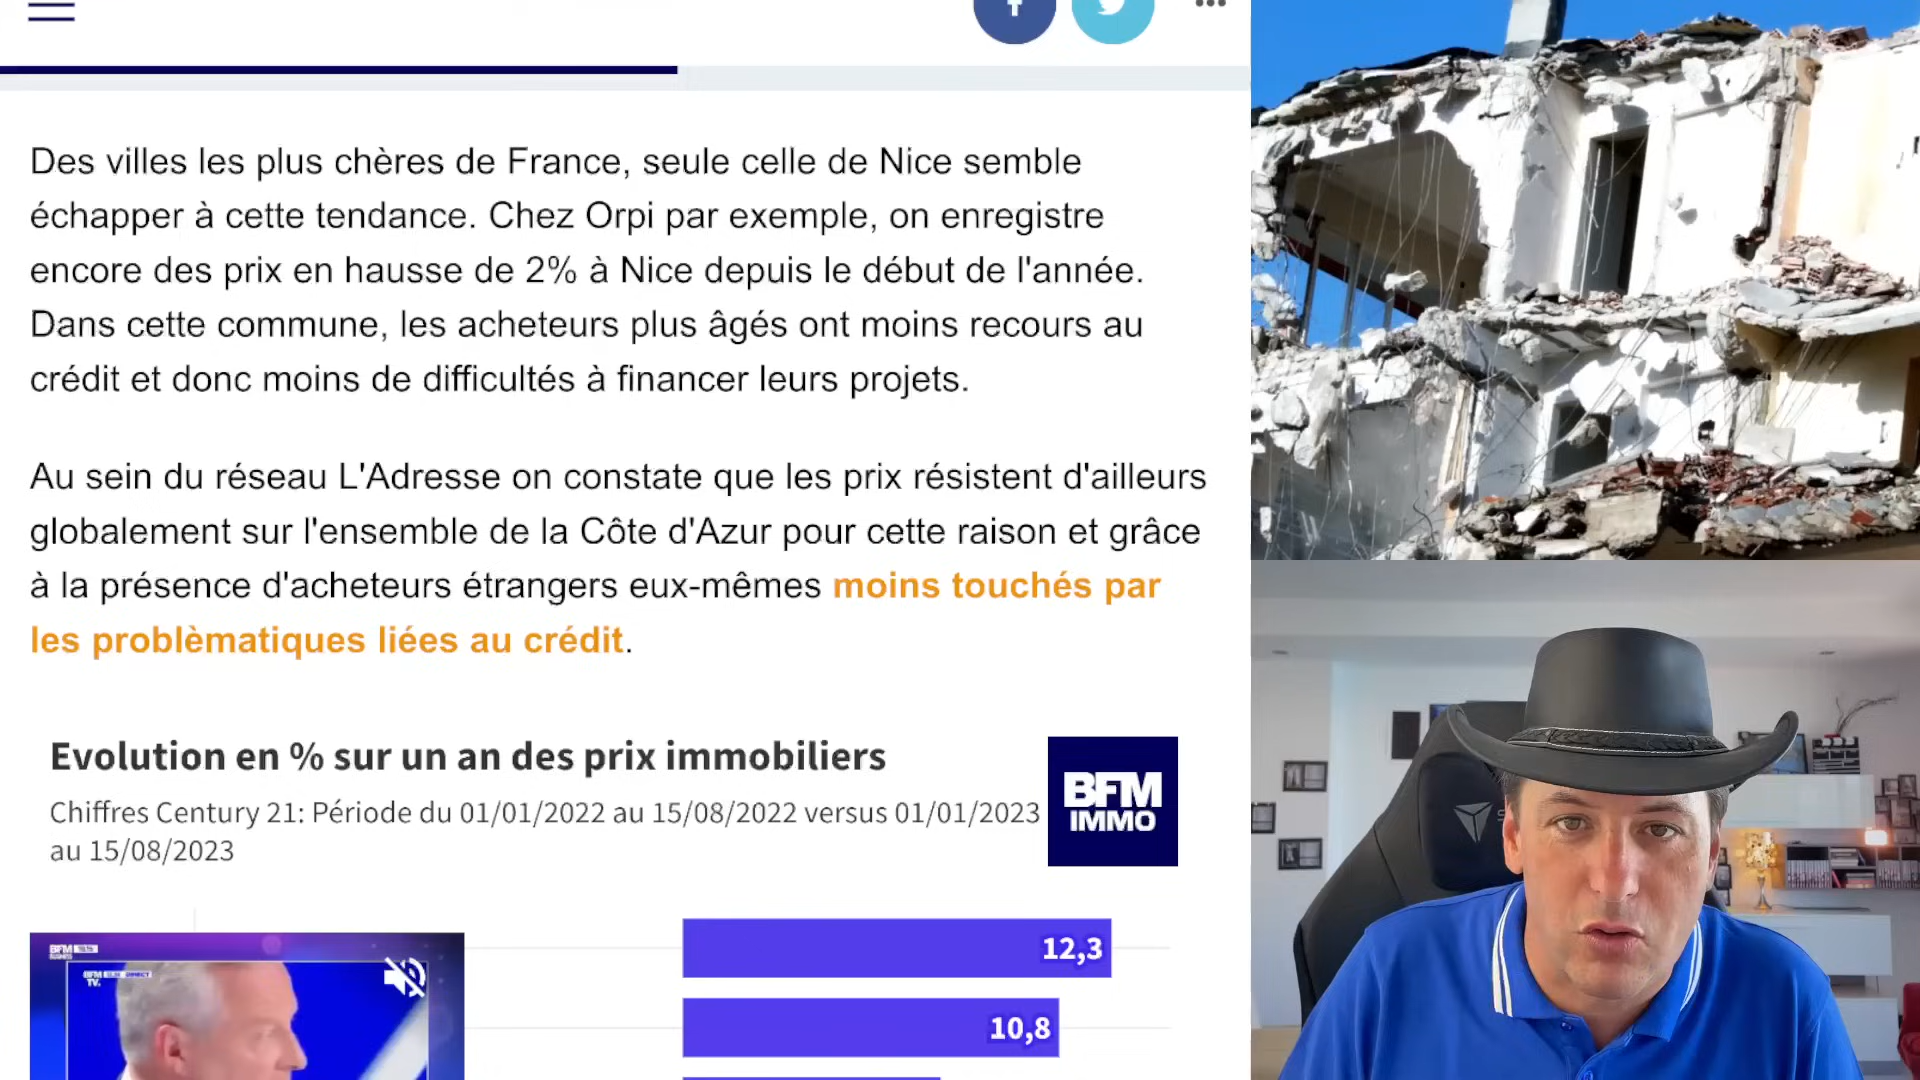 Des villes les plus chères de France, seule celle de Nice semble
échapper à cette tendance. Chez Orpi par exemple, on enregistre
encore des prix en hausse de 2% à Nice depuis le début de l'année.
Dans cette commune, les acheteurs plus âgés ont moins recours au
crédit et donc moins de difficultés à financer leurs projets.
Au sein du réseau L'Adresse on constate que les prix résistent d'ailleurs
globalement sur l'ensemble de la Côte d'Azur pour cette raison et grâce
à la présence d'acheteurs étrangers eux-mêmes moins touchés par
les problèmatiques liées au crédit.
Evolution en % sur un an des prix immobiliers
Chiffres Century 21: Période du 01/01/2022 au 15/08/2022 versus 01/01/2023
au 15/08/2023
BFM
IMMO
12,3
10,8
BFM
BUSINESS
BFM
TV.
DIRECT